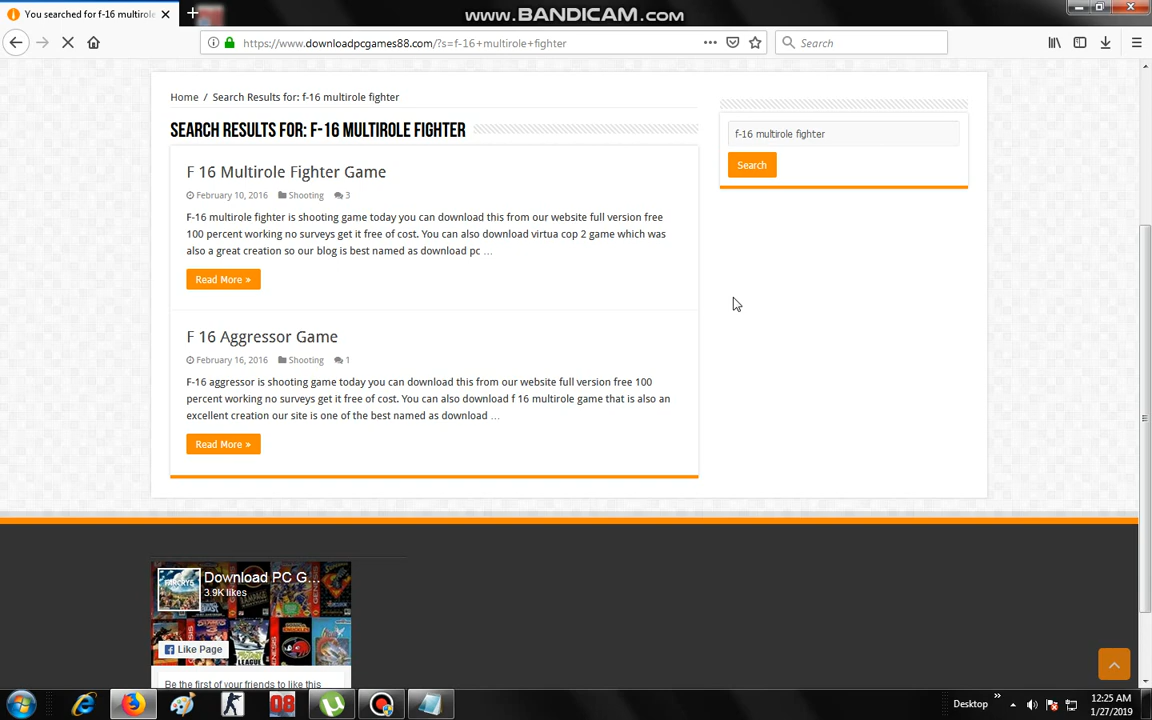 www.BANDICAM.com
You searched for f-16 multirole
https://www.downloadpcgames88.com/?s=f-16+multirole+fighter
Search
Home / Search Results for: f-16 multirole fighter
SEARCH RESULTS FOR: F-16 MULTIROLE FIGHTER
f-16 multirole fighter
Search
F 16 Multirole Fighter Game
February 10, 2016 Shooting 3
F-16 multirole fighter is shooting game today you can download this from our website full version free
100 percent working no surveys get it free of cost. You can also download virtua cop 2 game which was
also a great creation so our blog is best named as download pc …
Read More »
F 16 Aggressor Game
February 16, 2016 Shooting 1
F-16 aggressor is shooting game today you can download this from our website full version free 100
percent working no surveys get it free of cost. You can also download f 16 multirole game that is also an
excellent creation our site is one of the best named as download …
Read More »
FARCRY5
Download PC G...
3.9K likes
Like Page
Be the first of your friends to like this
08
Desktop
12:25 AM
1/27/2019